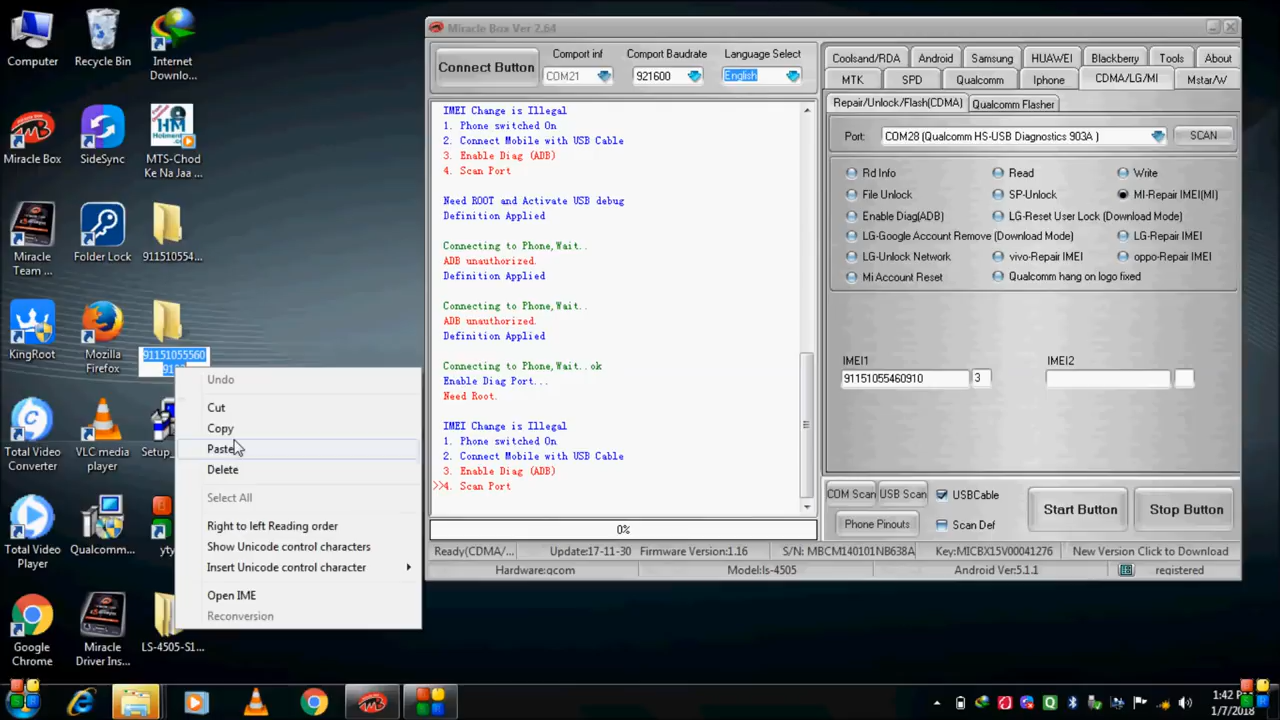 Computer
Recycle Bin
Internet
Downlo...
Miracle Box
SideSync
MTS-Chod
Ke Na Jaa ...
Miracle
Team ...
Folder Lock
911510554...
KingRoot
Mozilla
Firefox
91151055560
Total Video
Converter
VLC media
player
Setup_
Total Video
Player
Qualcomm...
yty
Google
Chrome
Miracle
Driver Ins...
LS-4505-S1...
Undo
Cut
Copy
Paste
Delete
Select All
Right to left Reading order
Show Unicode control characters
Insert Unicode control character
Open IME
Reconversion
Miracle Box Ver 2.64
Connect Button
Comport inf
COM21
Comport Baudrate
921600
Language Select
English
IMEI Change is Illegal
1. Phone switched On
2. Connect Mobile with USB Cable
3. Enable Diag (ADB)
4. Scan Port
Need ROOT and Activate USB debug
Definition Applied
Connecting to Phone,Wait..
ADB unauthorized.
Definition Applied
Connecting to Phone,Wait..
ADB unauthorized.
Definition Applied
Connecting to Phone,Wait..ok
Enable Diag Port...
Need Root.
IMEI Change is Illegal
1. Phone switched On
2. Connect Mobile with USB Cable
3. Enable Diag (ADB)
>>4. Scan Port
0%
Coolsand/RDA Android Samsung HUAWEI Blackberry Tools About
MTK SPD Qualcomm Iphone CDMA/LG/MI Mstar/W
Repair/Unlock/Flash(CDMA) Qualcomm Flasher
Port: COM28 (Qualcomm HS-USB Diagnostics 903A ) SCAN
Rd Info Read Write
File Unlock SP-Unlock MI-Repair IMEI(MI)
Enable Diag(ADB) LG-Reset User Lock (Download Mode)
LG-Google Account Remove (Download Mode) LG-Repair IMEI
LG-Unlock Network vivo-Repair IMEI oppo-Repair IMEI
Mi Account Reset Qualcomm hang on logo fixed
IMEI1 IMEI2
91151055460910 3
COM Scan USB Scan USBCable
Phone Pinouts Scan Def
Start Button Stop Button
Ready(CDMA/... Update:17-11-30 Firmware Version:1.16 S/N: MBCM140101NB638A Key:MICBX15V00041276 New Version Click to Download
Hardware:qcom Model:ls-4505 Android Ver:5.1.1 registered
1:42 PM
1/7/2018